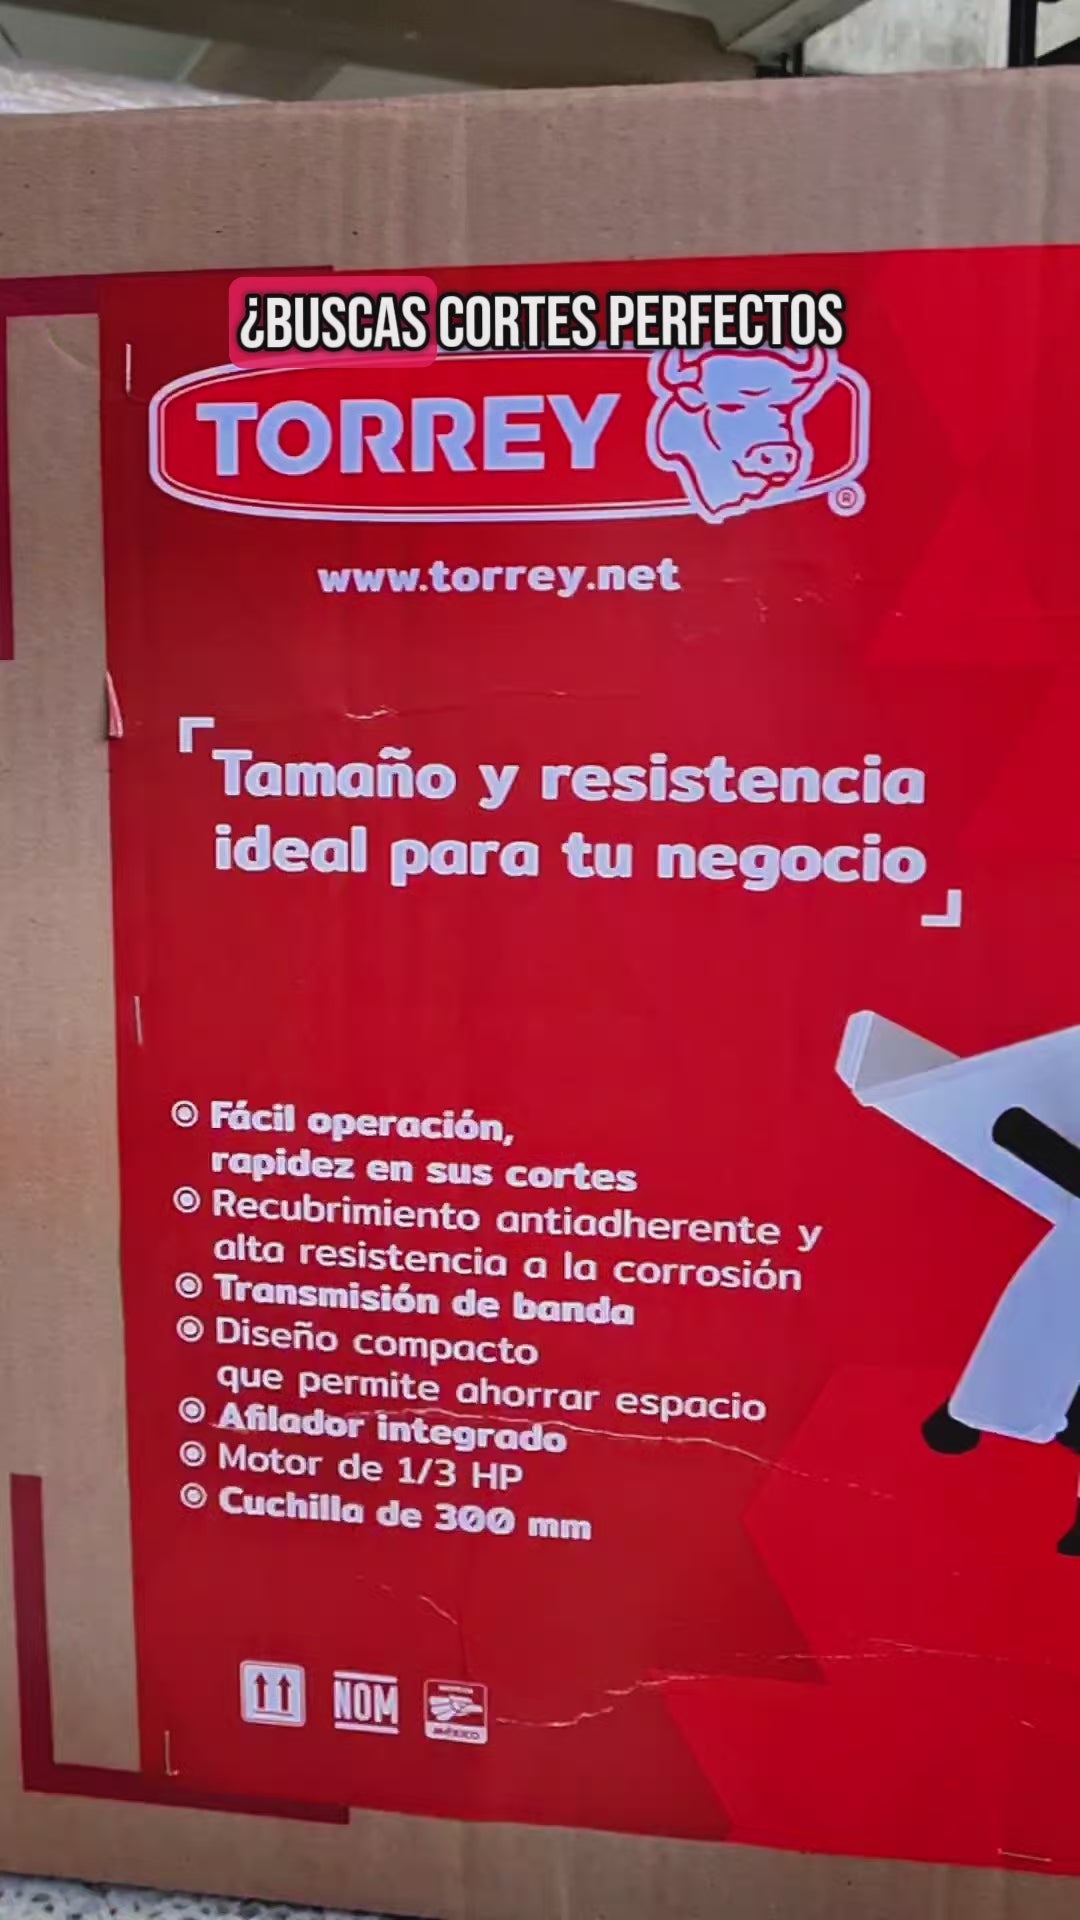 ¿BUSCAS CORTES PERFECTOS
TORREY
®
www.torrey.net
Tamaño y resistencia
ideal para tu negocio
Fácil operación,
rapidez en sus cortes
Recubrimiento antiadherente y
alta resistencia a la corrosión
Transmisión de banda
Diseño compacto
que permite ahorrar espacio
Afilador integrado
Motor de 1/3 HP
Cuchilla de 300 mm
NOM
MÉXICO